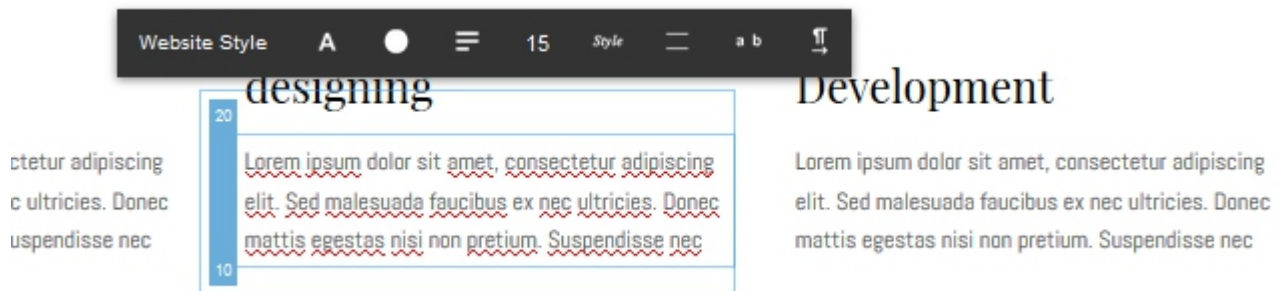 Website Style A 15 Style a b
designing
Development
20
ctetur adipiscing
c ultricies. Donec
uspendisse nec
Lorem ipsum dolor sit amet, consectetur adipiscing
elit. Sed malesuada faucibus ex nec ultricies. Donec
mattis egestas nisi non pretium. Suspendisse nec
10
Lorem ipsum dolor sit amet, consectetur adipiscing
elit. Sed malesuada faucibus ex nec ultricies. Donec
mattis egestas nisi non pretium. Suspendisse nec